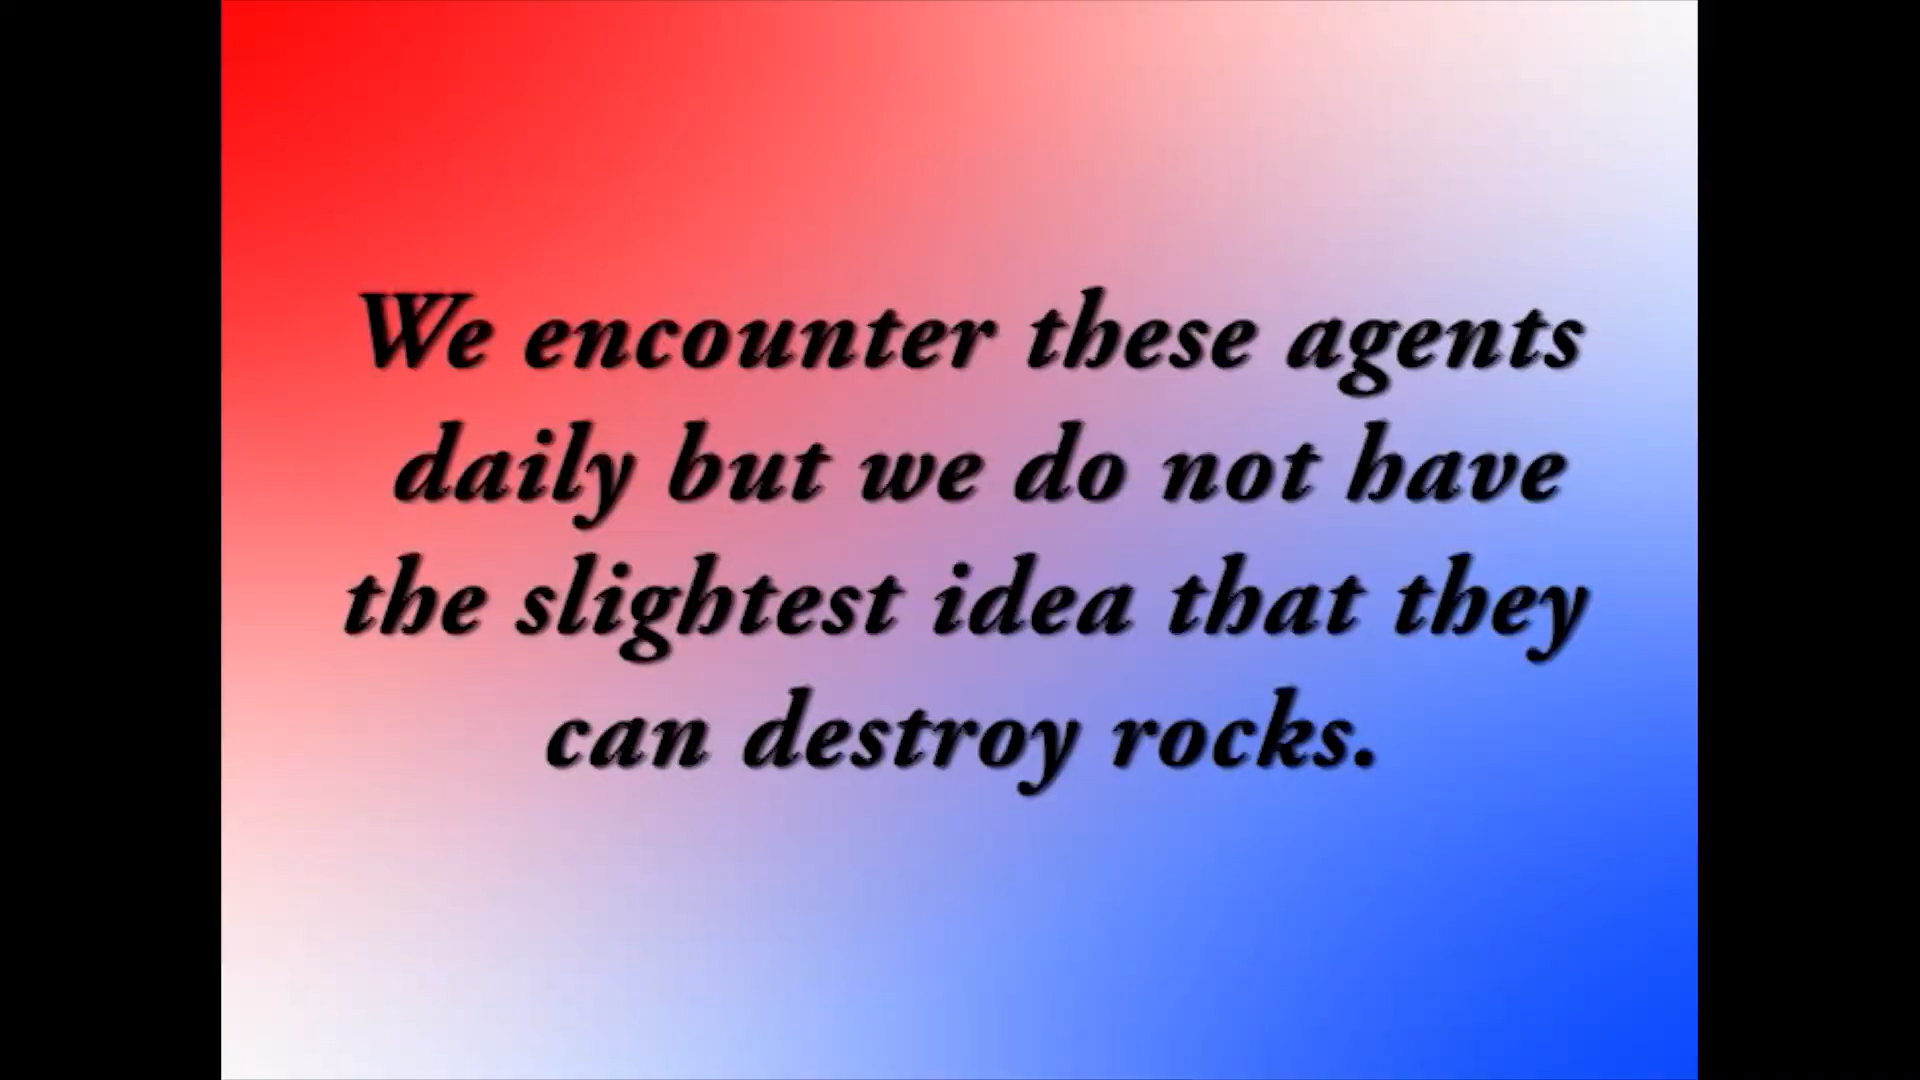 We encounter these agents
daily but we do not have
the slightest idea that they
can destroy rocks.